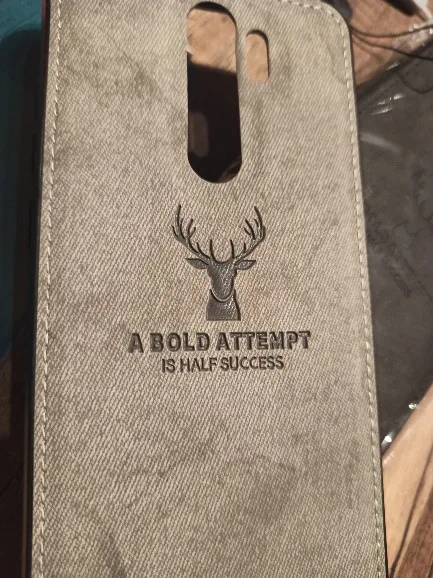 A BOLD ATTEMPT
IS HALF SUCCESS